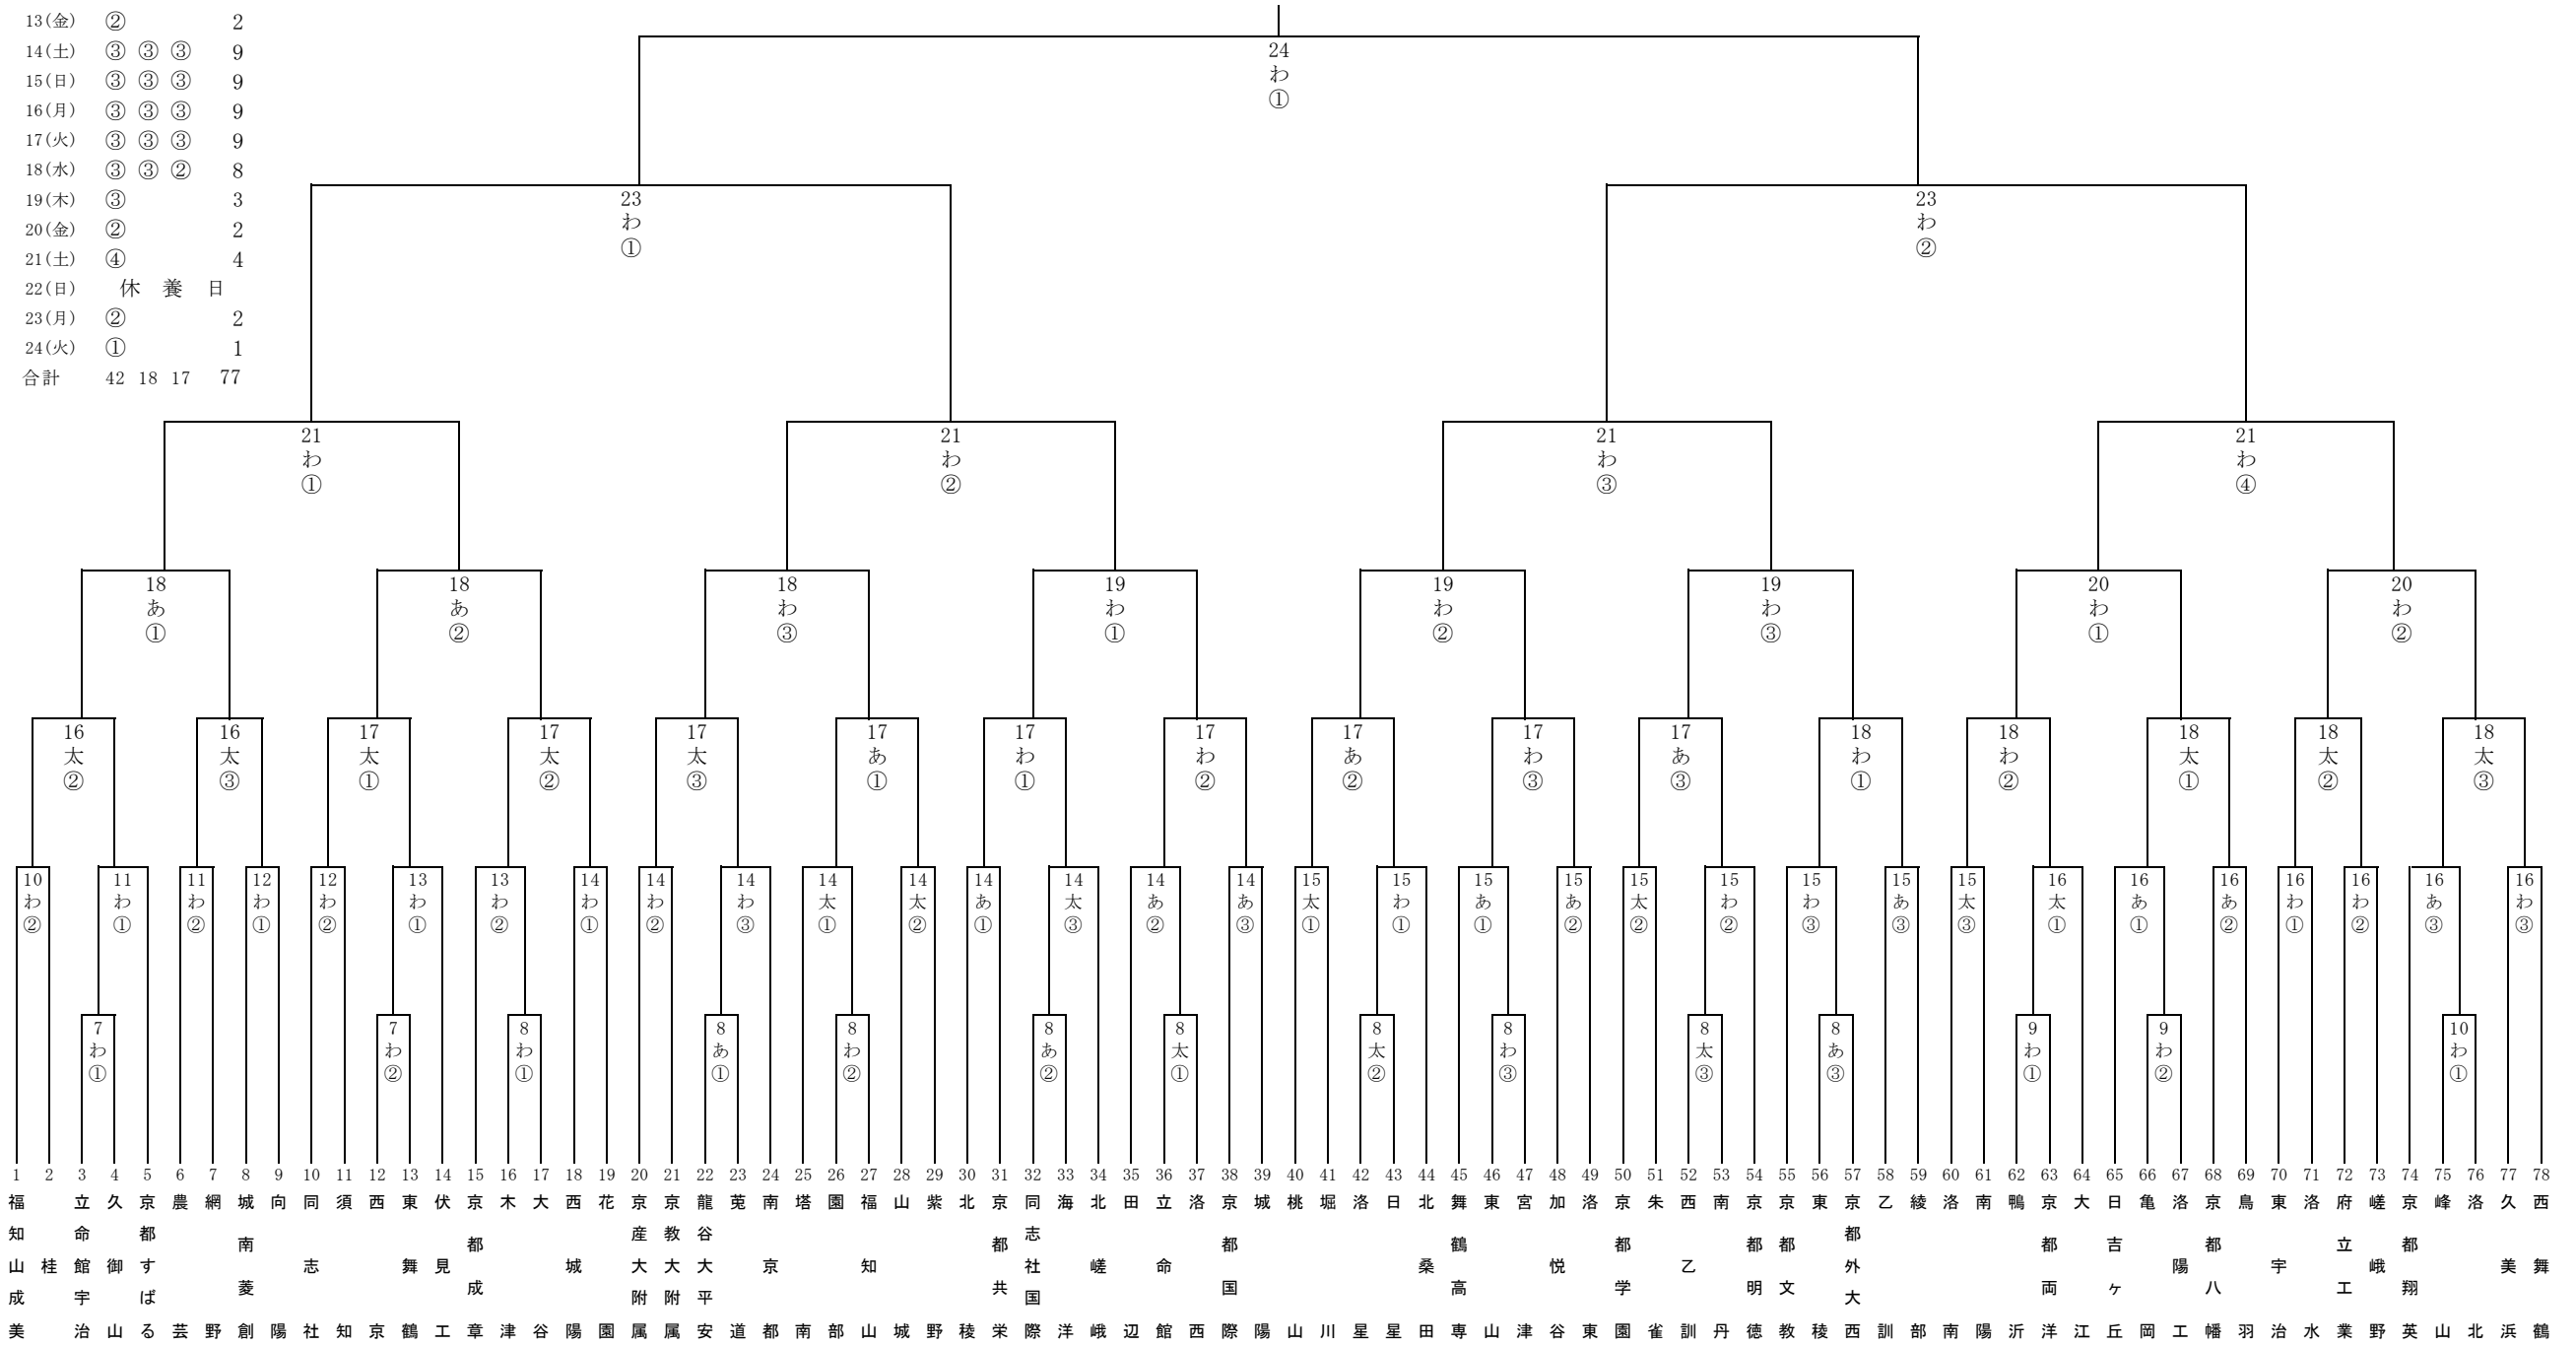 13(金) ② 2
14(土) ③ ③ ③ 9
15(日) ③ ③ ③ 9
16(月) ③ ③ ③ 9
17(火) ③ ③ ③ 9
18(水) ③ ③ ② 8
19(木) ③ 3
20(金) ② 2
21(土) ④ 4
22(日) 休 養 日
23(月) ② 2
24(火) ① 1
合計 42 18 17 77
24 わ ①
23 わ ①
23 わ ②
21 わ ①
21 わ ②
21 わ ③
21 わ ④
18 あ ①
18 あ ②
18 わ ③
19 わ ①
19 わ ②
19 わ ③
20 わ ①
20 わ ②
16 太 ②
16 太 ③
17 太 ①
17 太 ②
17 太 ③
17 あ ①
17 わ ①
17 わ ②
17 あ ②
17 わ ③
17 あ ③
18 わ ①
18 わ ②
18 太 ①
18 太 ②
18 太 ③
10 わ ②
11 わ ①
11 わ ②
12 わ ①
12 わ ②
13 わ ①
13 わ ②
14 わ ①
14 わ ②
14 わ ③
14 太 ①
14 太 ②
14 あ ①
14 太 ③
14 あ ②
14 あ ③
15 太 ①
15 わ ①
15 あ ①
15 あ ②
15 太 ②
15 わ ②
15 わ ③
15 あ ③
15 太 ③
16 太 ①
16 あ ①
16 あ ②
16 わ ①
16 わ ②
16 あ ③
16 わ ③
7 わ ①
7 わ ②
8 わ ①
8 あ ①
8 わ ②
8 あ ②
8 太 ①
8 太 ②
8 わ ③
8 太 ③
8 あ ③
9 わ ①
9 わ ②
10 わ ①
1 福知山成美
2 桂
3 立命館宇治
4 久御山
5 京都すばる
6 農芸
7 網野
8 城南菱創
9 向陽
10 同志社
11 須知
12 西京
13 東舞鶴
14 伏見工
15 京都成章
16 木津
17 大谷
18 西城陽
19 花園
20 京産大附属
21 京教大附属
22 龍谷大平安
23 莵道
24 南京都
25 塔南
26 園部
27 福知山
28 山城
29 紫野
30 北稜
31 京都共栄
32 同志社国際
33 海洋
34 北嵯峨
35 田辺
36 立命館
37 洛西
38 京都国際
39 城陽
40 桃山
41 堀川
42 洛星
43 日星
44 北桑田
45 舞鶴高専
46 東山
47 宮津
48 加悦谷
49 洛東
50 京都学園
51 朱雀
52 西乙訓
53 南丹
54 京都明徳
55 京都文教
56 東稜
57 京都外大西
58 乙訓
59 綾部
60 洛南
61 南陽
62 鴨沂
63 京都両洋
64 大江
65 日吉ヶ丘
66 亀岡
67 洛陽工
68 京都八幡
69 鳥羽
70 東宇治
71 洛水
72 府立工業
73 嵯峨野
74 京都翔英
75 峰山
76 洛北
77 久美浜
78 西舞鶴